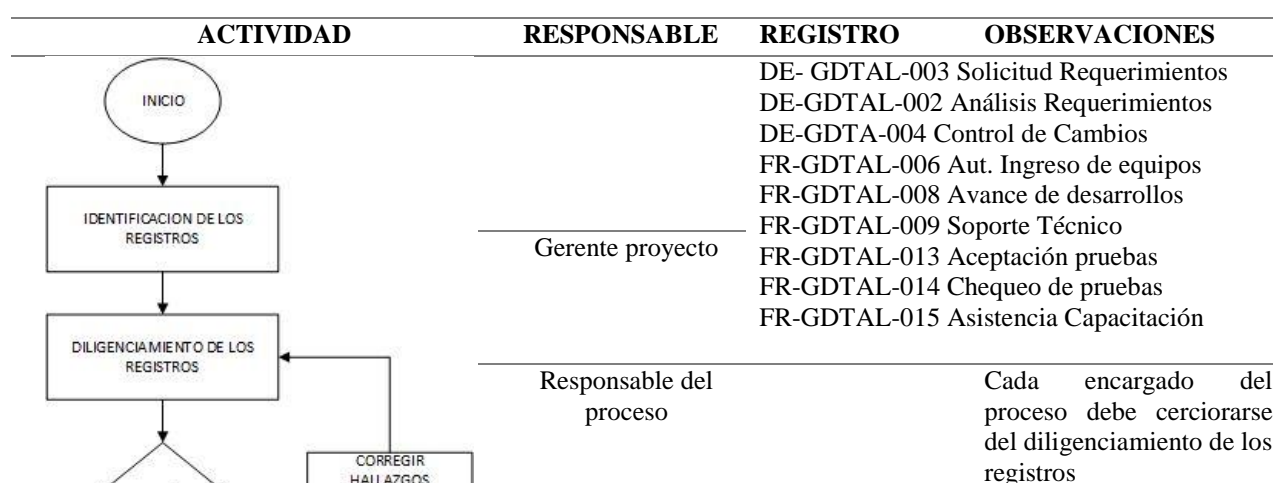 ACTIVIDAD RESPONSABLE REGISTRO OBSERVACIONES
INICIO
IDENTIFICACION DE LOS
REGISTROS
DILIGENCIAMIENTO DE LOS
REGISTROS
CORREGIR
HALLAZGOS
Gerente proyecto
DE- GDTAL-003 Solicitud Requerimientos
DE-GDTAL-002 Análisis Requerimientos
DE-GDTA-004 Control de Cambios
FR-GDTAL-006 Aut. Ingreso de equipos
FR-GDTAL-008 Avance de desarrollos
FR-GDTAL-009 Soporte Técnico
FR-GDTAL-013 Aceptación pruebas
FR-GDTAL-014 Chequeo de pruebas
FR-GDTAL-015 Asistencia Capacitación
Responsable del
proceso
Cada encargado del
proceso debe cerciorarse
del diligenciamiento de los
registros